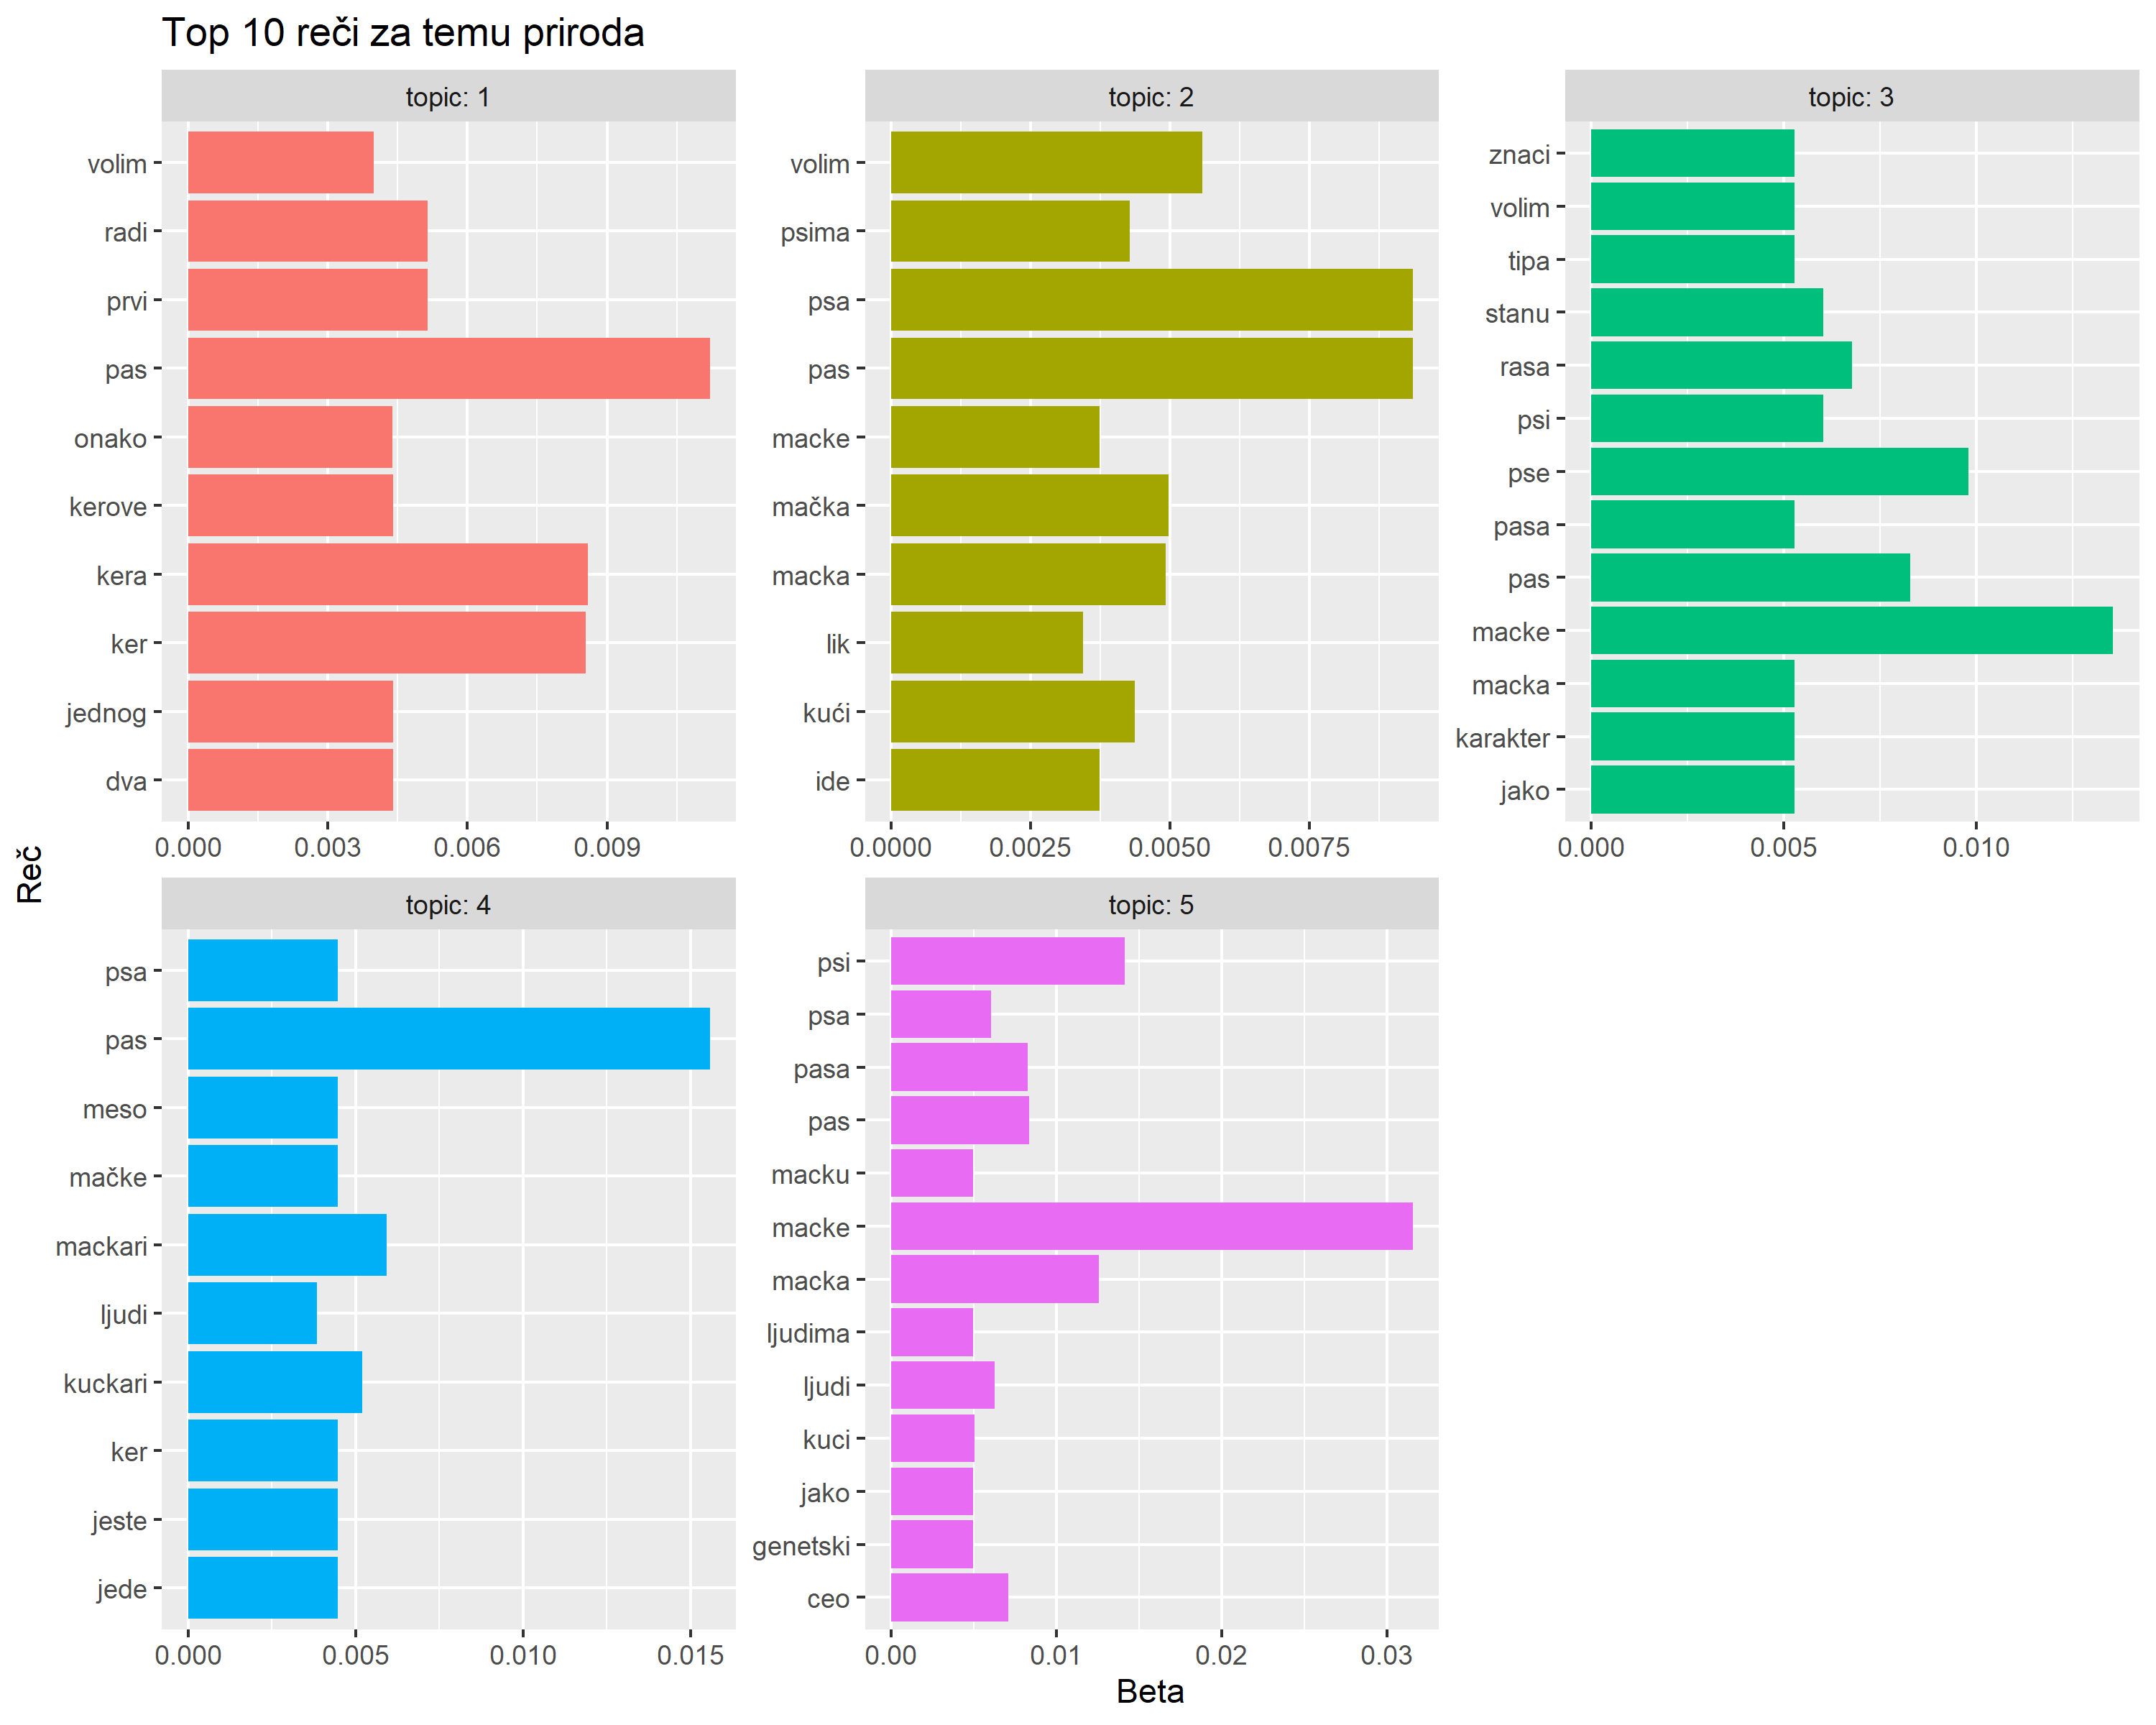 Top 10 reči za temu priroda
topic: 1
volim
radi
prvi
pas
onako
kerove
kera
ker
jednog
dva
0.000 0.003 0.006 0.009
topic: 2
volim
psima
psa
pas
macke
mačka
macka
lik
kući
ide
0.0000 0.0025 0.0050 0.0075
topic: 3
znaci
volim
tipa
stanu
rasa
psi
pse
pasa
pas
macke
macka
karakter
jako
0.000 0.005 0.010
Reč
topic: 4
psa
pas
meso
mačke
mackari
ljudi
kuckari
ker
jeste
jede
0.000 0.005 0.010 0.015
topic: 5
psi
psa
pasa
pas
macku
macke
macka
ljudima
ljudi
kuci
jako
genetski
ceo
0.00 0.01 0.02 0.03
Beta